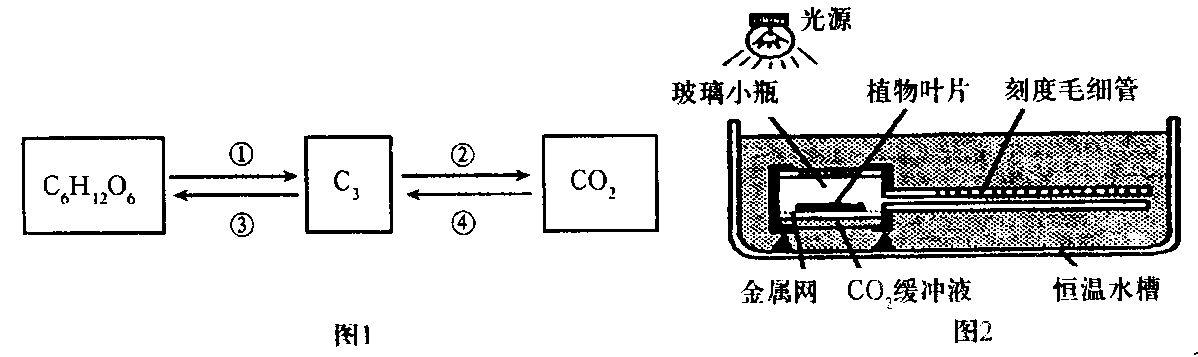 光源
玻璃小瓶
植物叶片
刻度毛细管
C₆H₁₂O₆
①
③
C₃
②
④
CO₂
金属网
CO₂缓冲液
恒温水槽
图1
图2